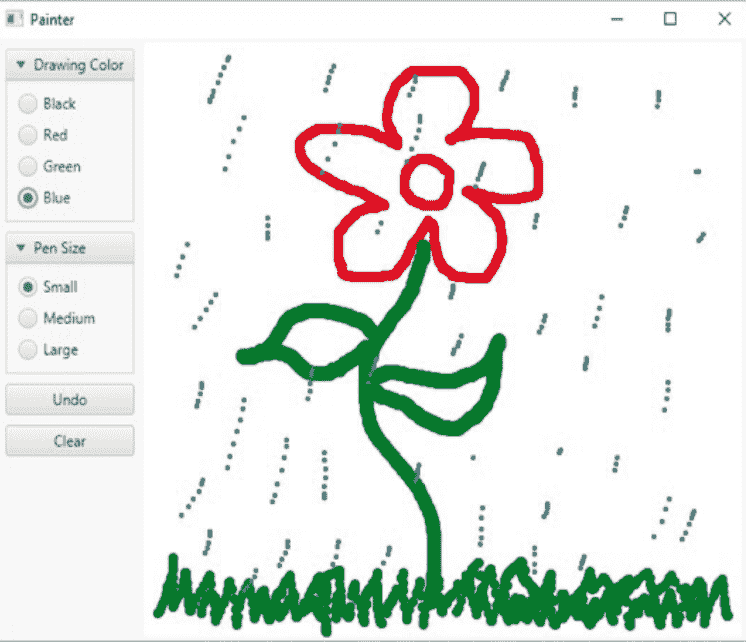 Painter
Drawing Color
Black
Red
Green
Blue
Pen Size
Small
Medium
Large
Undo
Clear